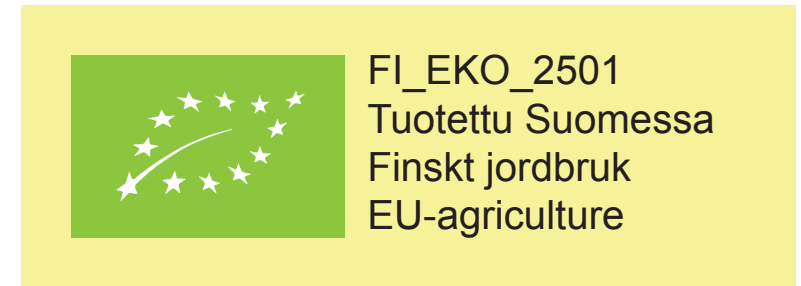 FI_EKO_2501
Tuotettu Suomessa
Finskt jordbruk
EU-agriculture